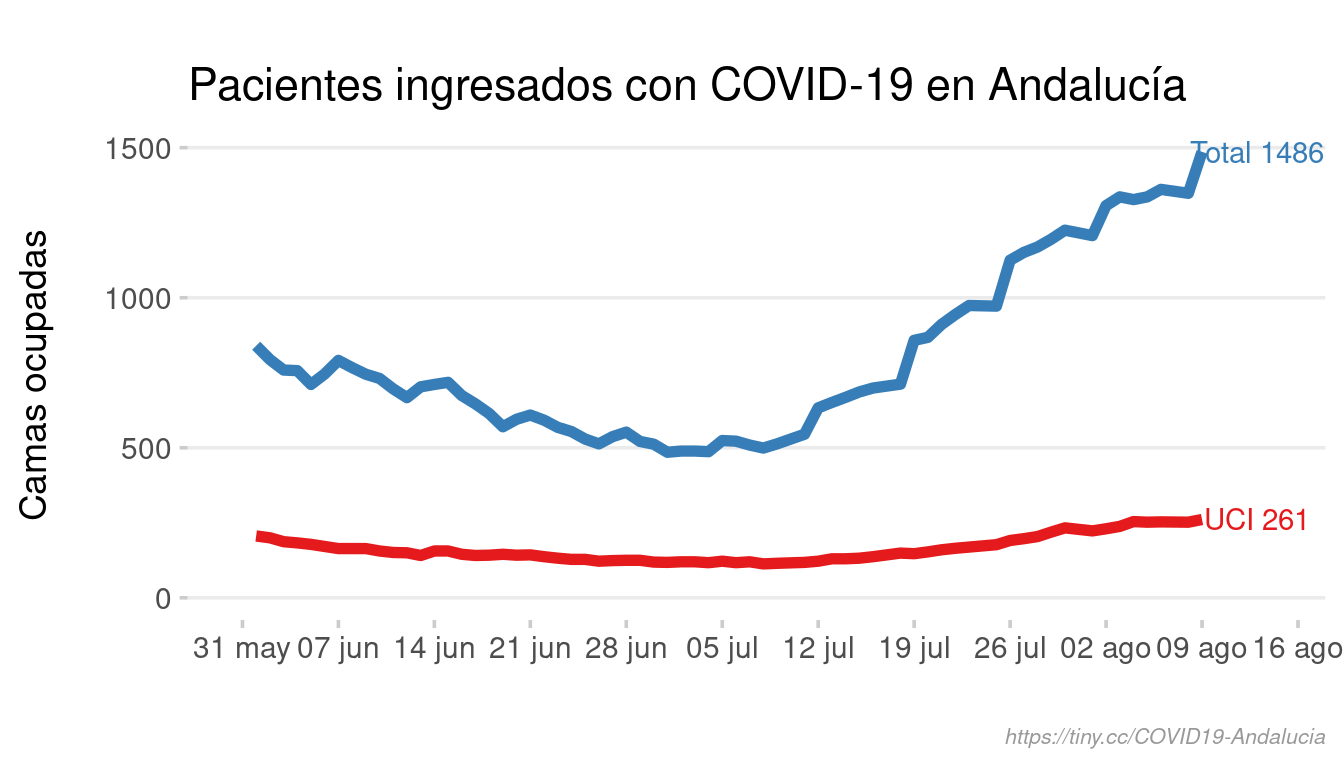 Pacientes ingresados con COVID-19 en Andalucía
Camas ocupadas
1500
1000
500
0
Total 1486
UCI 261
31 may 07 jun 14 jun 21 jun 28 jun 05 jul 12 jul 19 jul 26 jul 02 ago 09 ago 16 ago
https://tiny.cc/COVID19-Andalucia